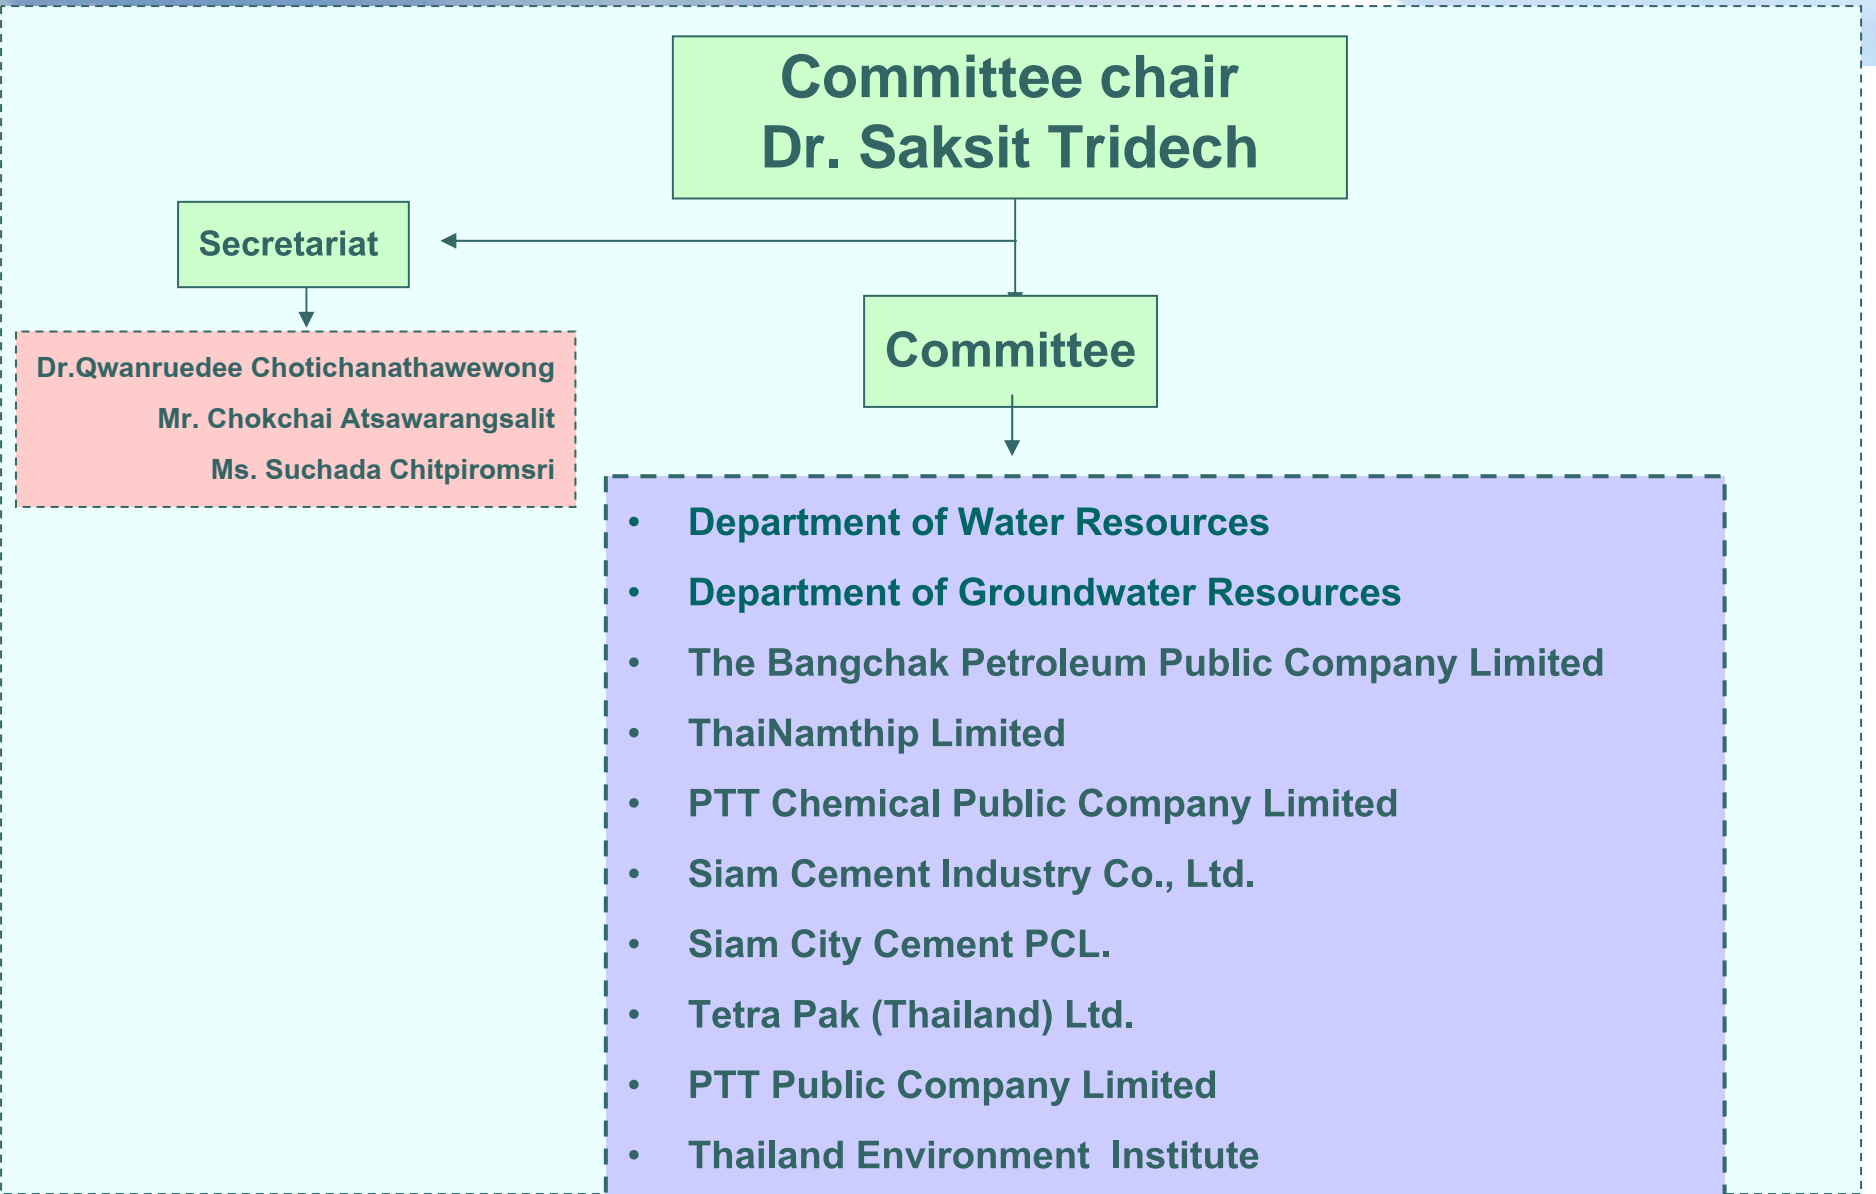 Committee chair
Dr. Saksit Tridech
Secretariat
Dr.Qwanruedee Chotichanathawewong
Mr. Chokchai Atsawarangsalit
Ms. Suchada Chitpiromsri
Committee
• Department of Water Resources
• Department of Groundwater Resources
• The Bangchak Petroleum Public Company Limited
• ThaiNamthip Limited
• PTT Chemical Public Company Limited
• Siam Cement Industry Co., Ltd.
• Siam City Cement PCL.
• Tetra Pak (Thailand) Ltd.
• PTT Public Company Limited
• Thailand Environment Institute